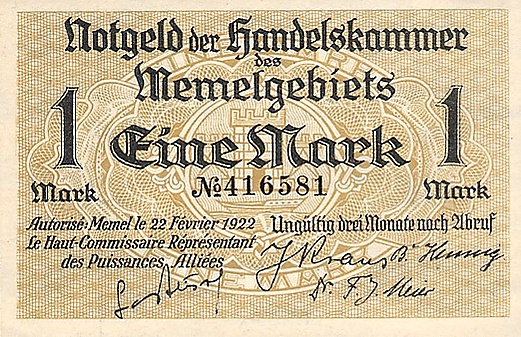 Notgeld der Handelskammer
des
Memelgebiets
1 Eine Mark 1
Mark Mark
№416581
Autorisé: Memel le 22 Février 1922
Le Haut-Commissaire Représentant
des Puissances Alliées
Ungültig drei Monate nach Abruf
J Kraus